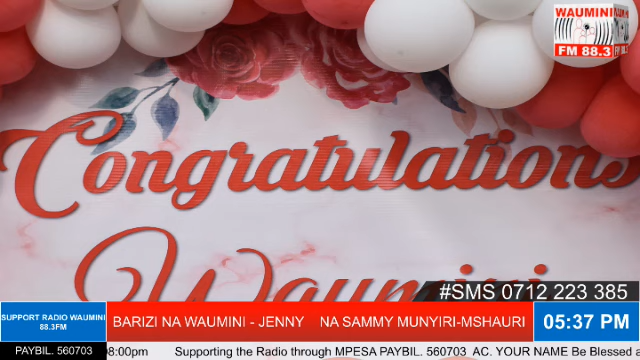 WAUMINI
FM 88.3
Congratulations
Waumini
#SMS 0712 223 385
SUPPORT RADIO WAUMINI
88.3FM
BARIZI NA WAUMINI - JENNY NA SAMMY MUNYIRI-MSHAURI
05:37 PM
PAYBIL. 560703
8:00pm Supporting the Radio through MPESA PAYBIL. 560703 AC. YOUR NAME Be Blessed